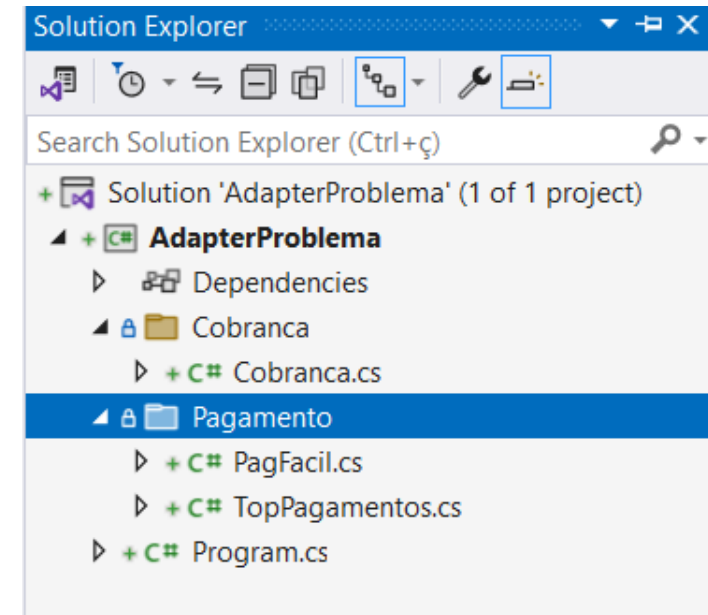 Solution Explorer
Search Solution Explorer (Ctrl+ç)
+ Solution 'AdapterProblema' (1 of 1 project)
+ C# AdapterProblema
Dependencies
Cobranca
+ C# Cobranca.cs
Pagamento
+ C# PagFacil.cs
+ C# TopPagamentos.cs
+ C# Program.cs